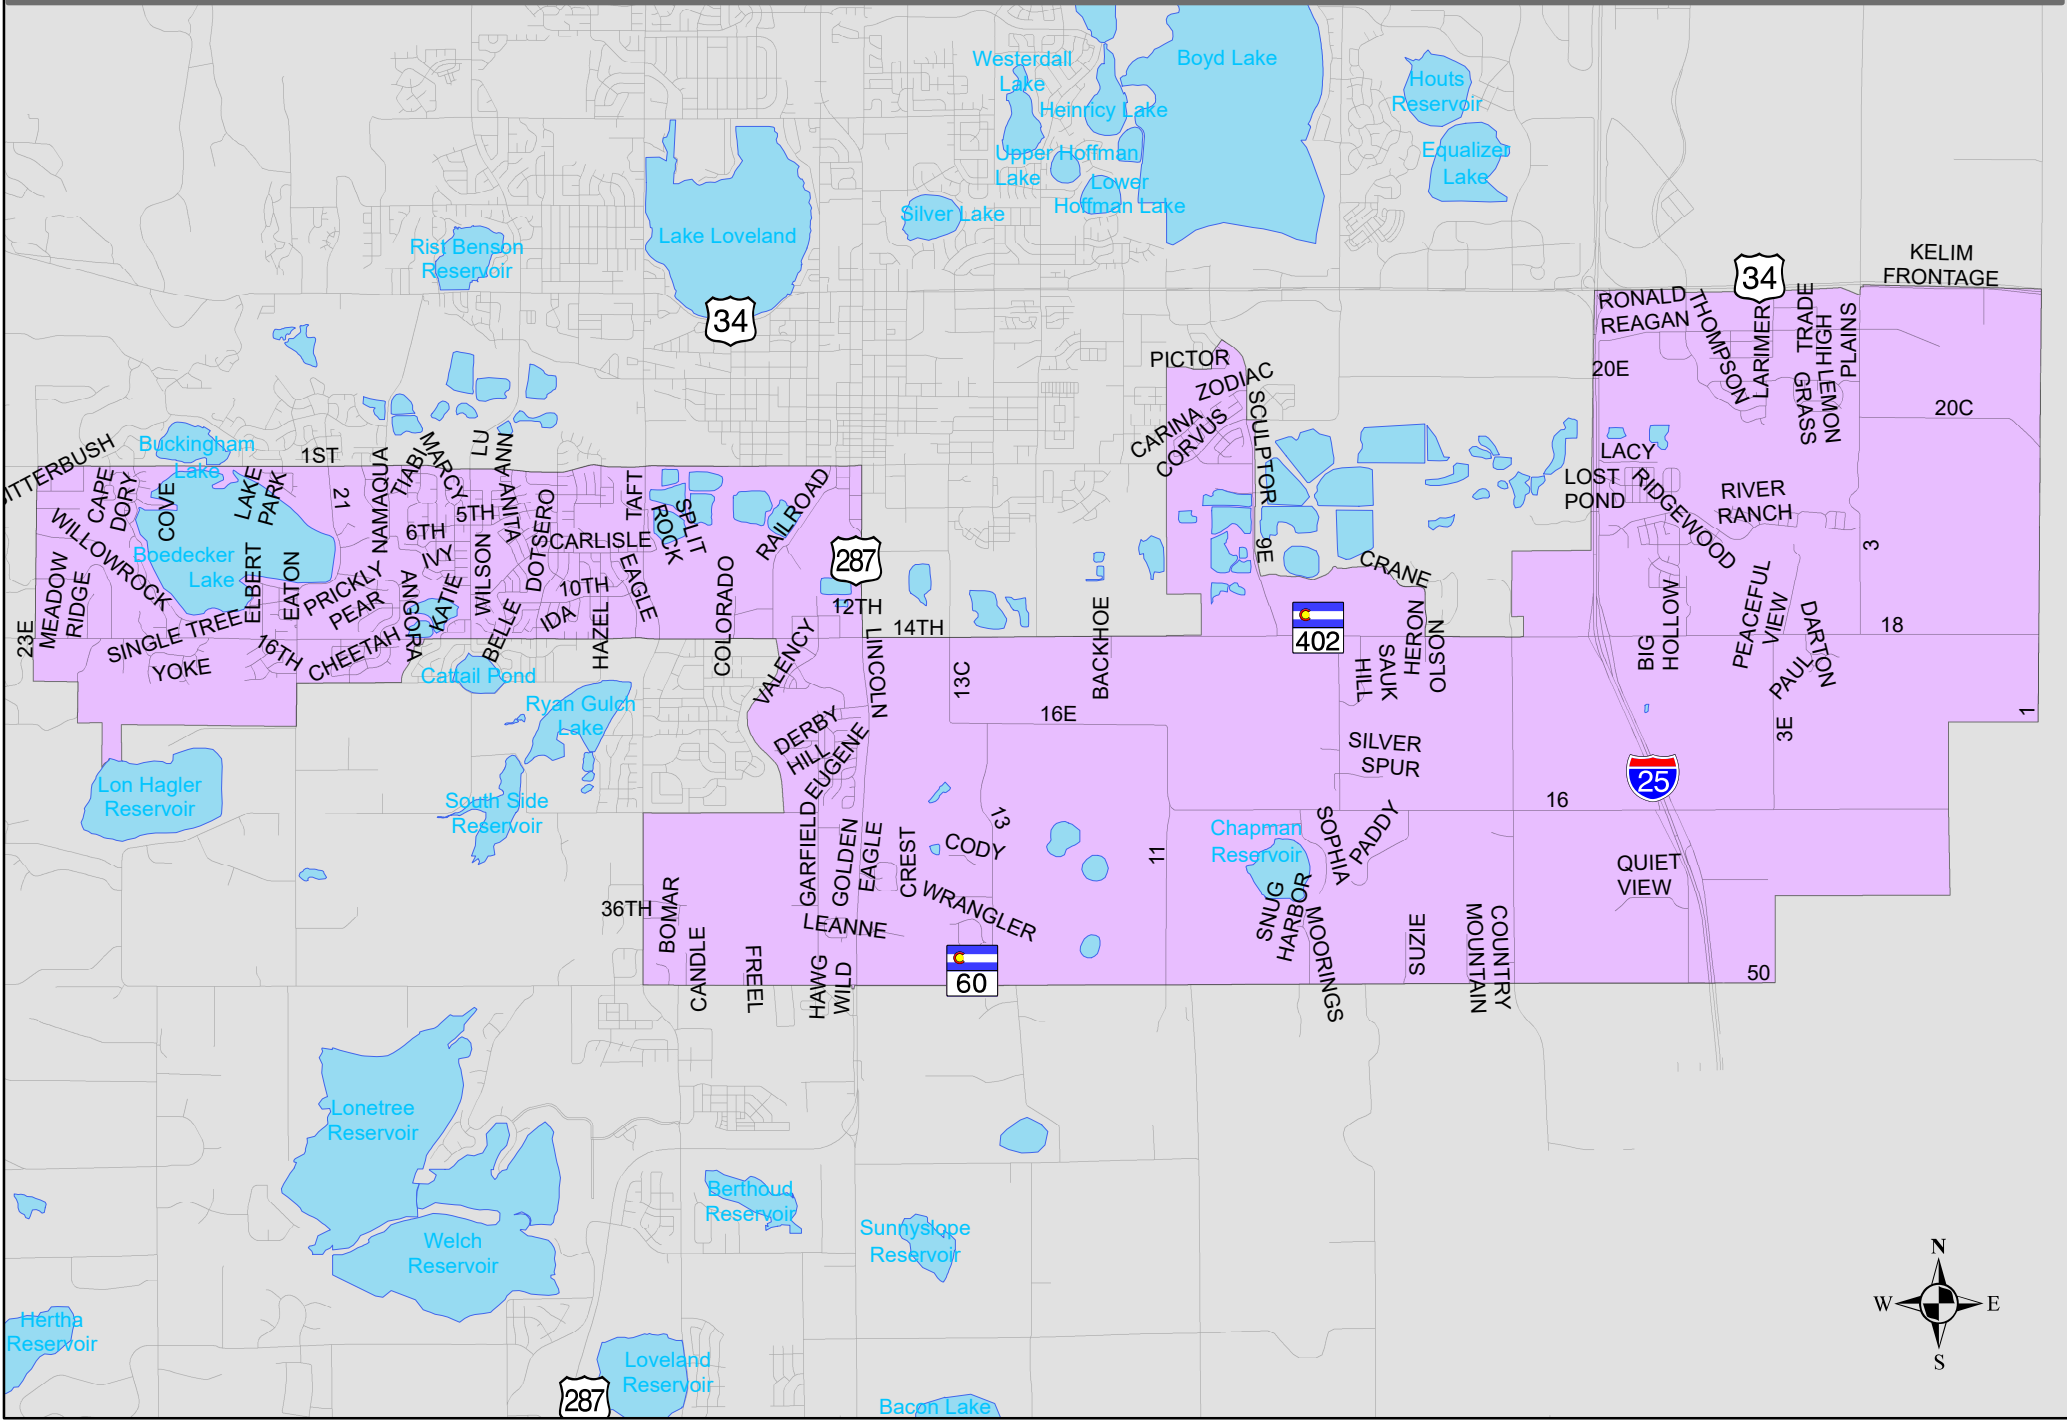 Westerdall
Lake
Boyd Lake
Houts
Reservoir
Heinricy Lake
Upper Hoffman
Lake
Equalizer
Lake
Lower
Hoffman Lake
Silver Lake
Lake Loveland
Rist Benson
Reservoir
34
34
KELIM
FRONTAGE
RONALD
REAGAN
THOMPSON
LARIMER
TRADE
HIGH
PLAINS
GRASS
LEMON
20E
20C
PICTOR
ZODIAC
CARINA
CORVUS
SCULPTOR
9E
JITTERBUSH
Buckingham
Lake
1ST
CAPE
DORY
COVE
LAKE
PARK
21
NAMAQUA
TIABI
MARCY
LU
ANN
ANITA
5TH
6TH
IVY
WILSON
DOTSERO
CARLISLE
TAFT
SPLIT
ROCK
RAILROAD
287
LACY
LOST
POND
RIDGEWOOD
RIVER
RANCH
3
WILLOWROCK
Boedecker
Lake
MEADOW
RIDGE
ELBERT
EATON
PRICKLY
PEAR
ANGORA
KATIE
BELLE
10TH
IDA
HAZEL
EAGLE
COLORADO
12TH
14TH
CRANE
402
BACKHOE
HERON
OLSON
SAUK
HILL
BIG
HOLLOW
PEACEFUL
VIEW
DARTON
PAUL
18
23E
SINGLE TREE
16TH
CHEETAH
YOKE
Cattail Pond
Ryan Gulch
Lake
VALENCY
LINCOLN
13C
16E
DERBY
HILL
EUGENE
SILVER
SPUR
3E
1
25
16
Lon Hagler
Reservoir
South Side
Reservoir
GARFIELD
GOLDEN
EAGLE
CREST
CODY
13
11
WRANGLER
Chapman
Reservoir
SOPHIA
PADDY
QUIET
VIEW
36TH
BOMAR
CANDLE
FREEL
LEANNE
HAWG
WILD
60
SNUG
HARBOR
MOORINGS
SUZIE
COUNTRY
MOUNTAIN
50
Lonetree
Reservoir
Berthoud
Reservoir
Sunnyslope
Reservoir
Welch
Reservoir
Hertha
Reservoir
Loveland
Reservoir
287
Bacon Lake
N
W
E
S